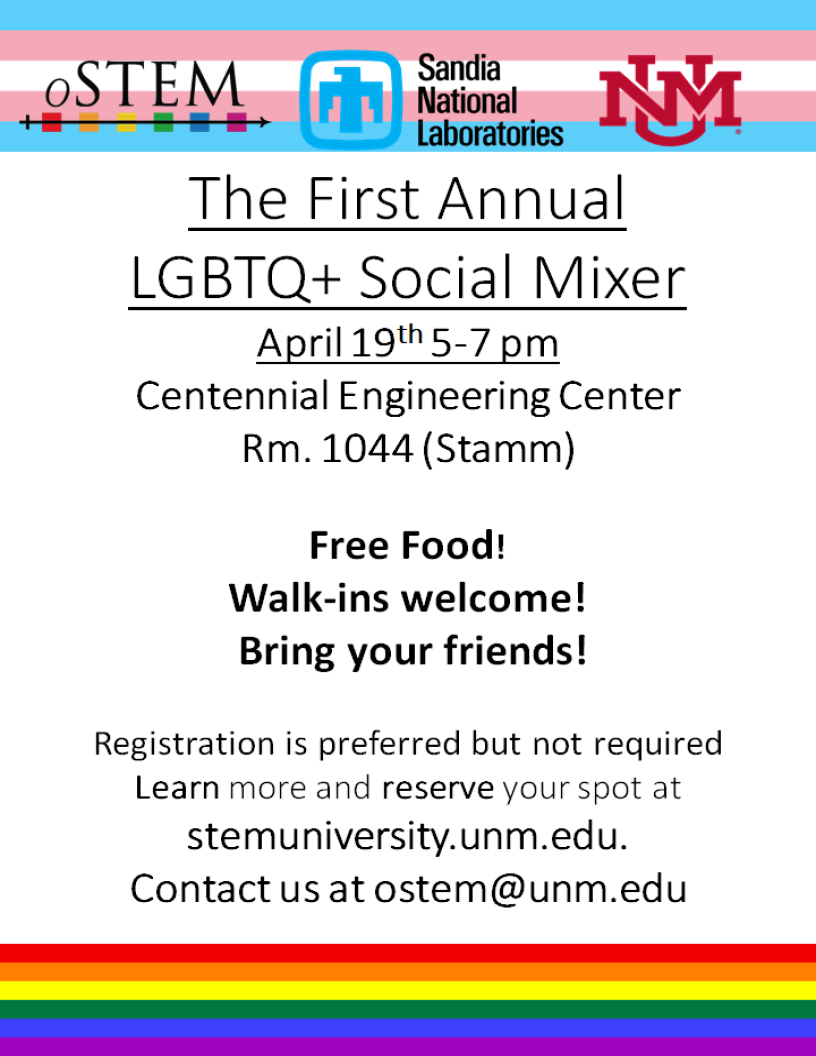 oSTEM
Sandia
National
Laboratories
UNM
The First Annual
LGBTQ+ Social Mixer
April 19th 5-7 pm
Centennial Engineering Center
Rm. 1044 (Stamm)
Free Food!
Walk-ins welcome!
Bring your friends!
Registration is preferred but not required
Learn more and reserve your spot at
stemuniversity.unm.edu.
Contact us at ostem@unm.edu